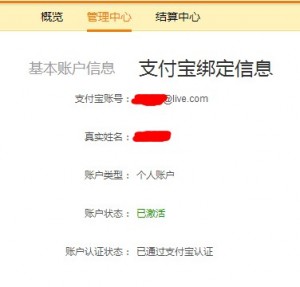 概览 管理中心 结算中心
基本账户信息 支付宝绑定信息
支付宝账号： @live.com
真实姓名：
账户类型： 个人账户
账户状态： 已激活
账户认证状态： 已通过支付宝认证